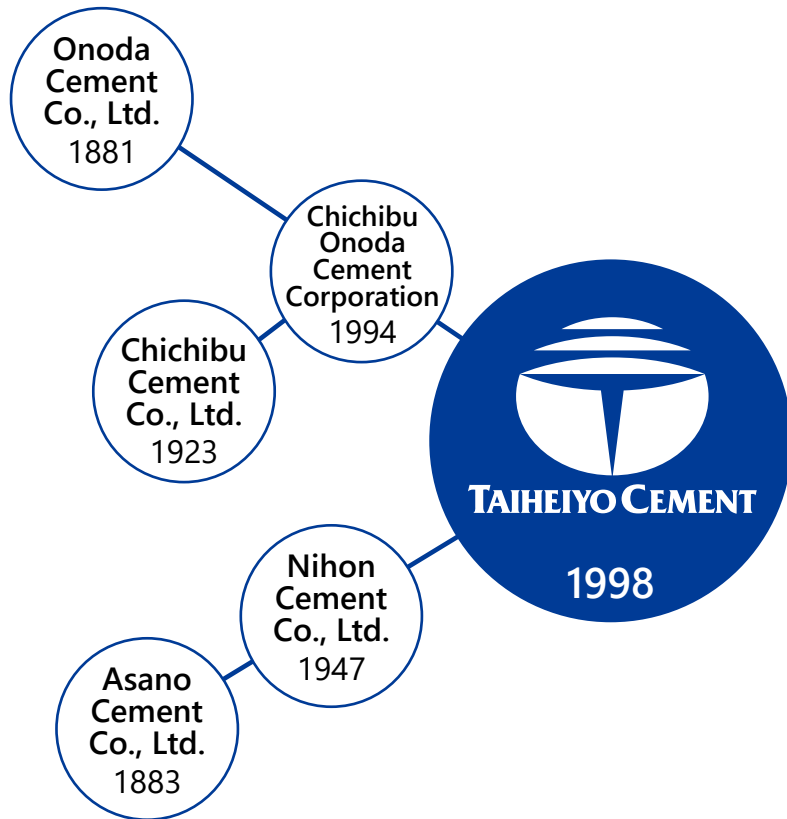 Onoda
Cement
Co., Ltd.
1881
Chichibu
Onoda
Cement
Corporation
1994
Chichibu
Cement
Co., Ltd.
1923
TAIHEIYO CEMENT
1998
Nihon
Cement
Co., Ltd.
1947
Asano
Cement
Co., Ltd.
1883